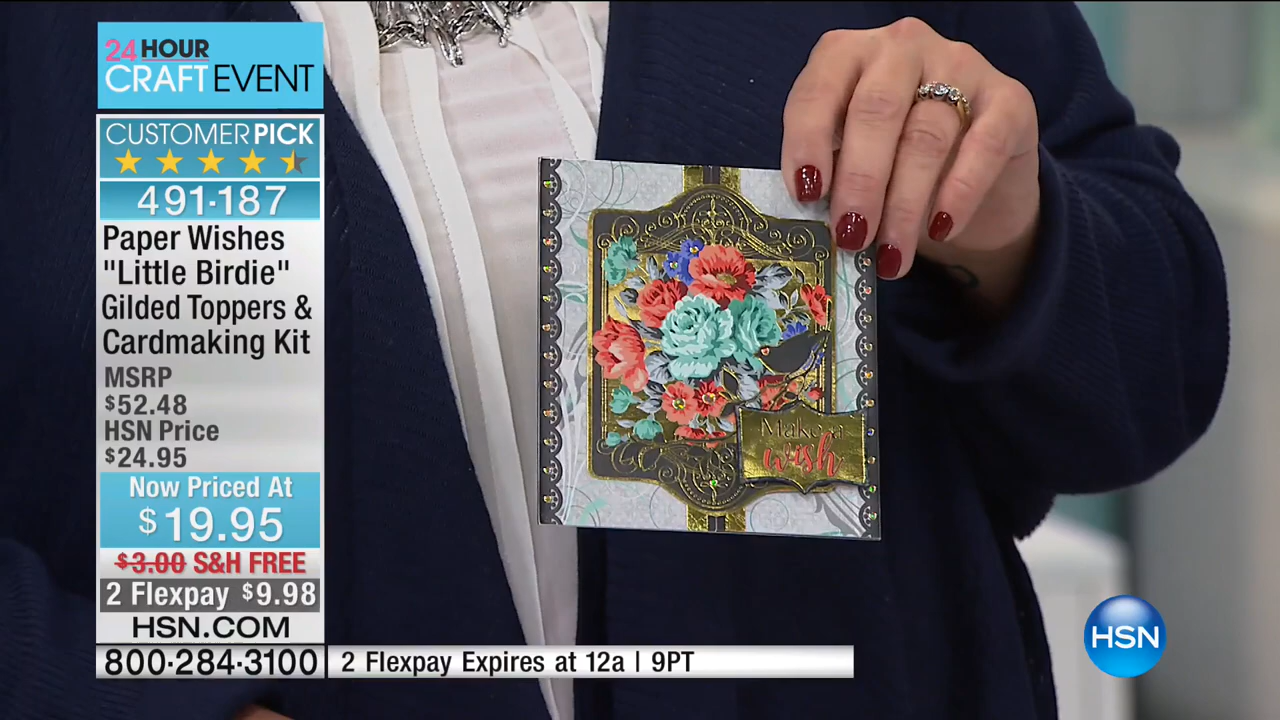 24 HOUR
CRAFT EVENT
CUSTOMER PICK
491-187
Paper Wishes
"Little Birdie"
Gilded Toppers &
Cardmaking Kit
MSRP
$52.48
HSN Price
$24.95
Now Priced At
$19.95
$3.00 S&H FREE
2 Flexpay $9.98
HSN.COM
800-284-3100
2 Flexpay Expires at 12a | 9PT
Make a
wish
HSN